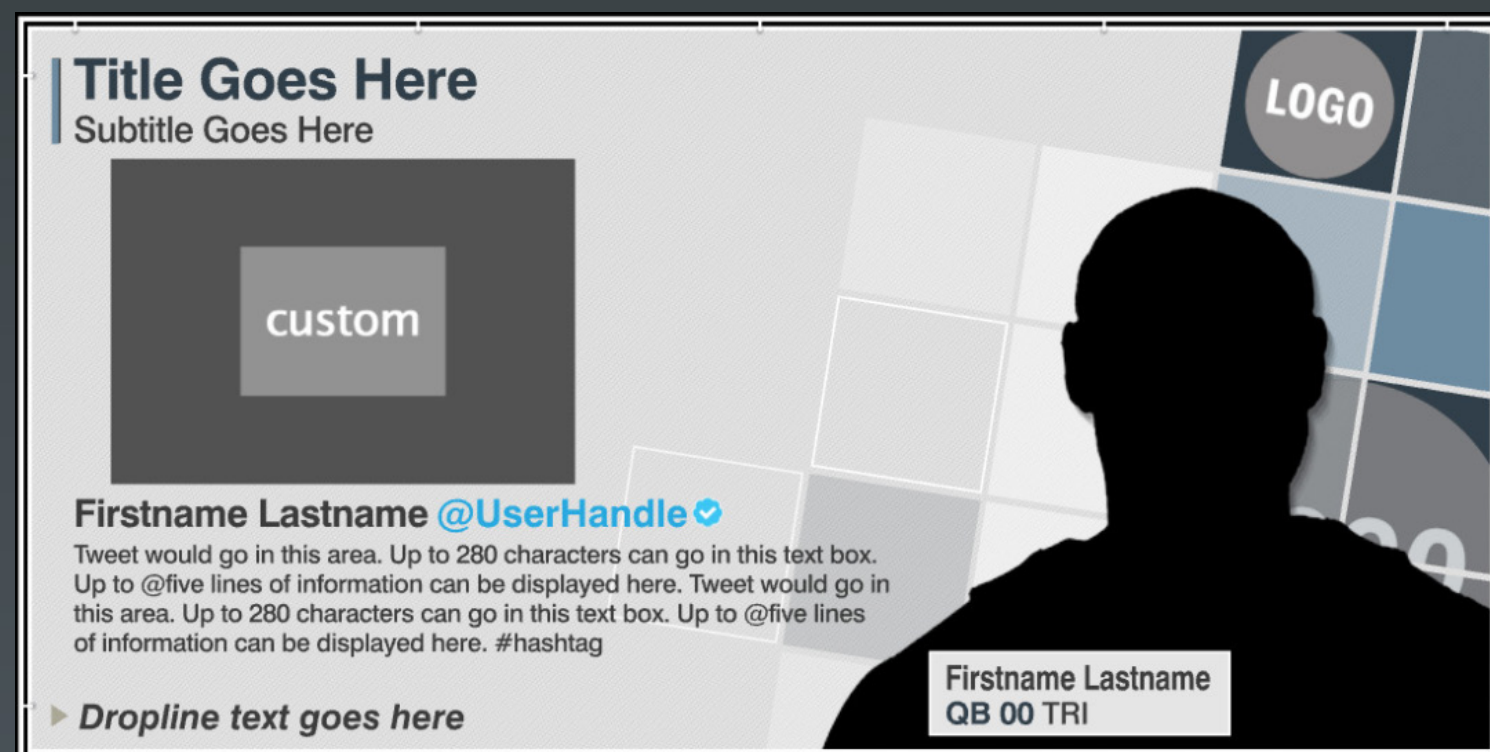 Title Goes Here
Subtitle Goes Here
LOGO
custom
Firstname Lastname @UserHandle
Tweet would go in this area. Up to 280 characters can go in this text box.
Up to @five lines of information can be displayed here. Tweet would go in
this area. Up to 280 characters can go in this text box. Up to @five lines
of information can be displayed here. #hashtag
Dropline text goes here
Firstname Lastname
QB 00 TRI